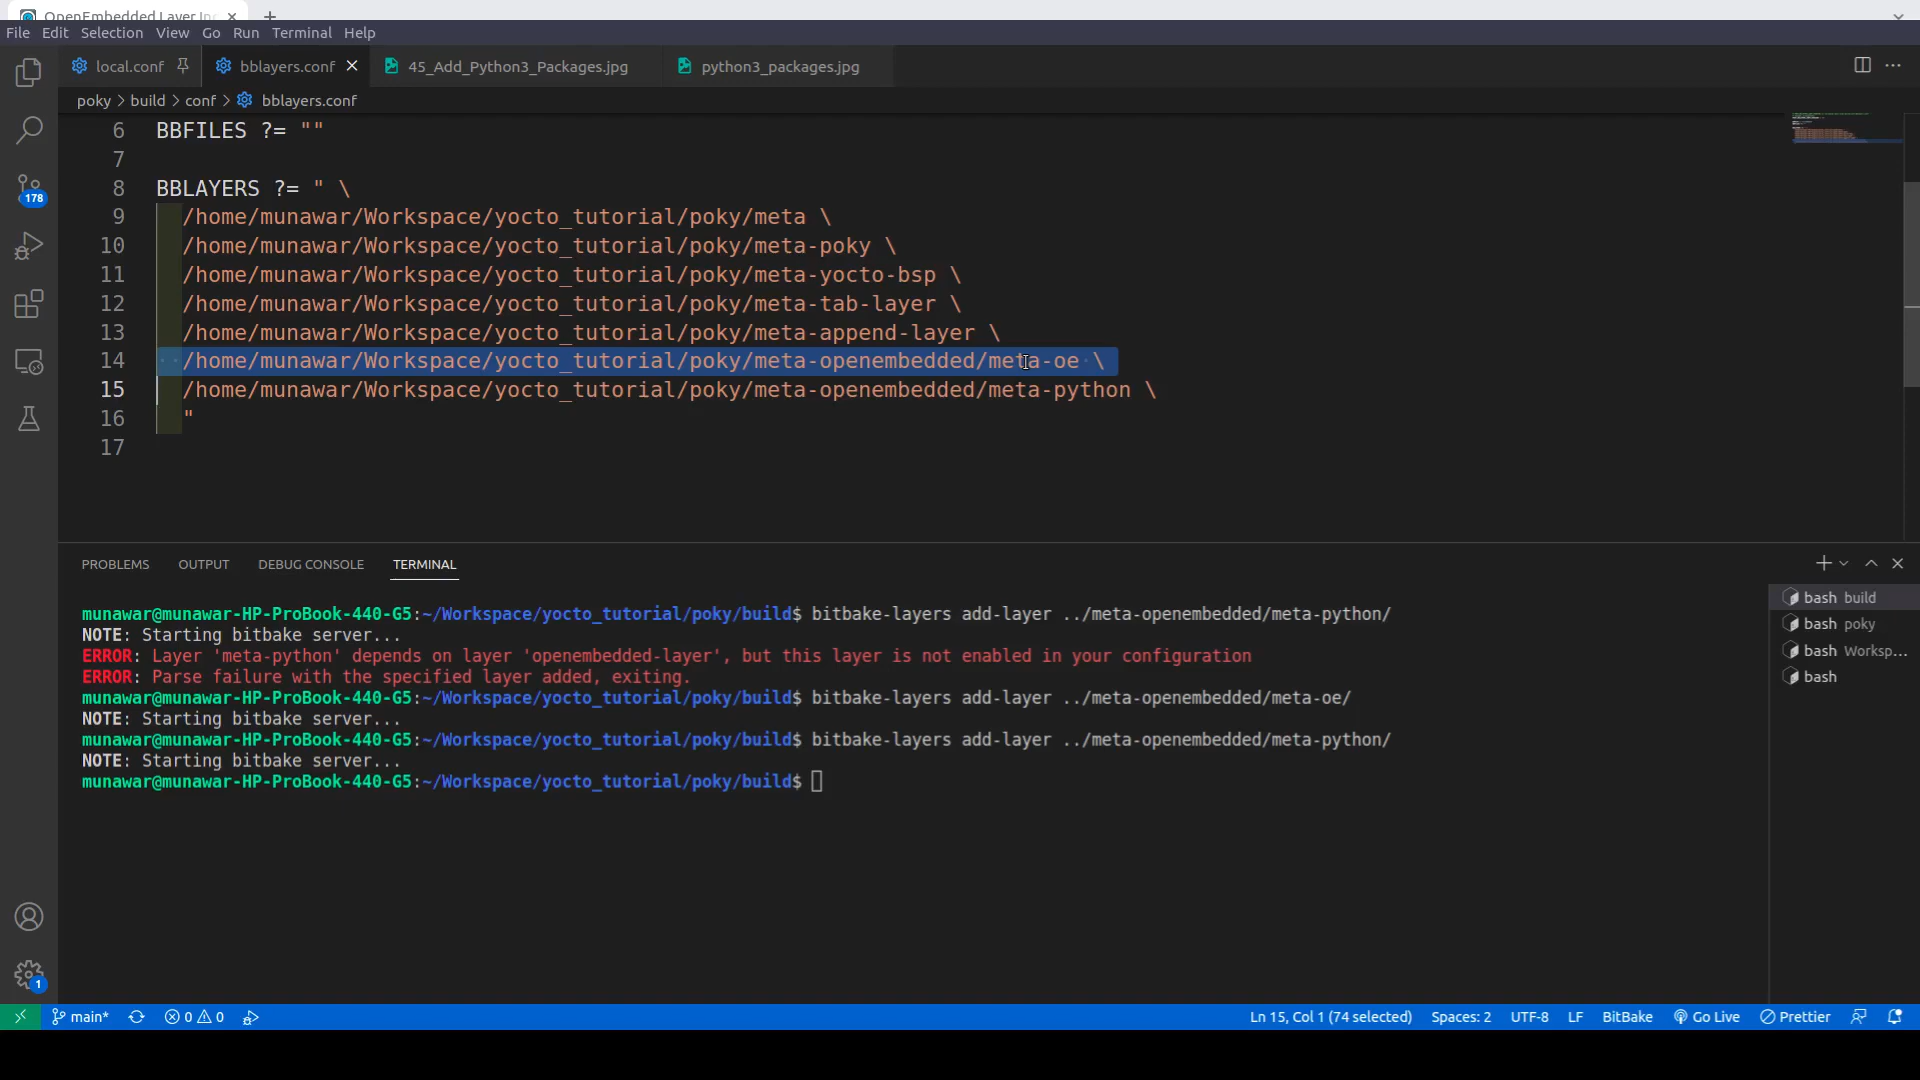 OpenEmbedded Layer In
File Edit Selection View Go Run Terminal Help
local.conf bblayers.conf 45_Add_Python3_Packages.jpg python3_packages.jpg
poky > build > conf > bblayers.conf
6 BBFILES ?= ""
7
8 BBLAYERS ?= " \
9 /home/munawar/Workspace/yocto_tutorial/poky/meta \
10 /home/munawar/Workspace/yocto_tutorial/poky/meta-poky \
11 /home/munawar/Workspace/yocto_tutorial/poky/meta-yocto-bsp \
12 /home/munawar/Workspace/yocto_tutorial/poky/meta-tab-layer \
13 /home/munawar/Workspace/yocto_tutorial/poky/meta-append-layer \
14 /home/munawar/Workspace/yocto_tutorial/poky/meta-openembedded/meta-oe \
15 /home/munawar/Workspace/yocto_tutorial/poky/meta-openembedded/meta-python \
16 "
17
178
PROBLEMS OUTPUT DEBUG CONSOLE TERMINAL
munawar@munawar-HP-ProBook-440-G5:~/Workspace/yocto_tutorial/poky/build$ bitbake-layers add-layer ../meta-openembedded/meta-python/
NOTE: Starting bitbake server...
ERROR: Layer 'meta-python' depends on layer 'openembedded-layer', but this layer is not enabled in your configuration
ERROR: Parse failure with the specified layer added, exiting.
munawar@munawar-HP-ProBook-440-G5:~/Workspace/yocto_tutorial/poky/build$ bitbake-layers add-layer ../meta-openembedded/meta-oe/
NOTE: Starting bitbake server...
munawar@munawar-HP-ProBook-440-G5:~/Workspace/yocto_tutorial/poky/build$ bitbake-layers add-layer ../meta-openembedded/meta-python/
NOTE: Starting bitbake server...
munawar@munawar-HP-ProBook-440-G5:~/Workspace/yocto_tutorial/poky/build$
bash build
bash poky
bash Worksp...
bash
1
main* 0 0 Ln 15, Col 1 (74 selected) Spaces: 2 UTF-8 LF BitBake Go Live Prettier